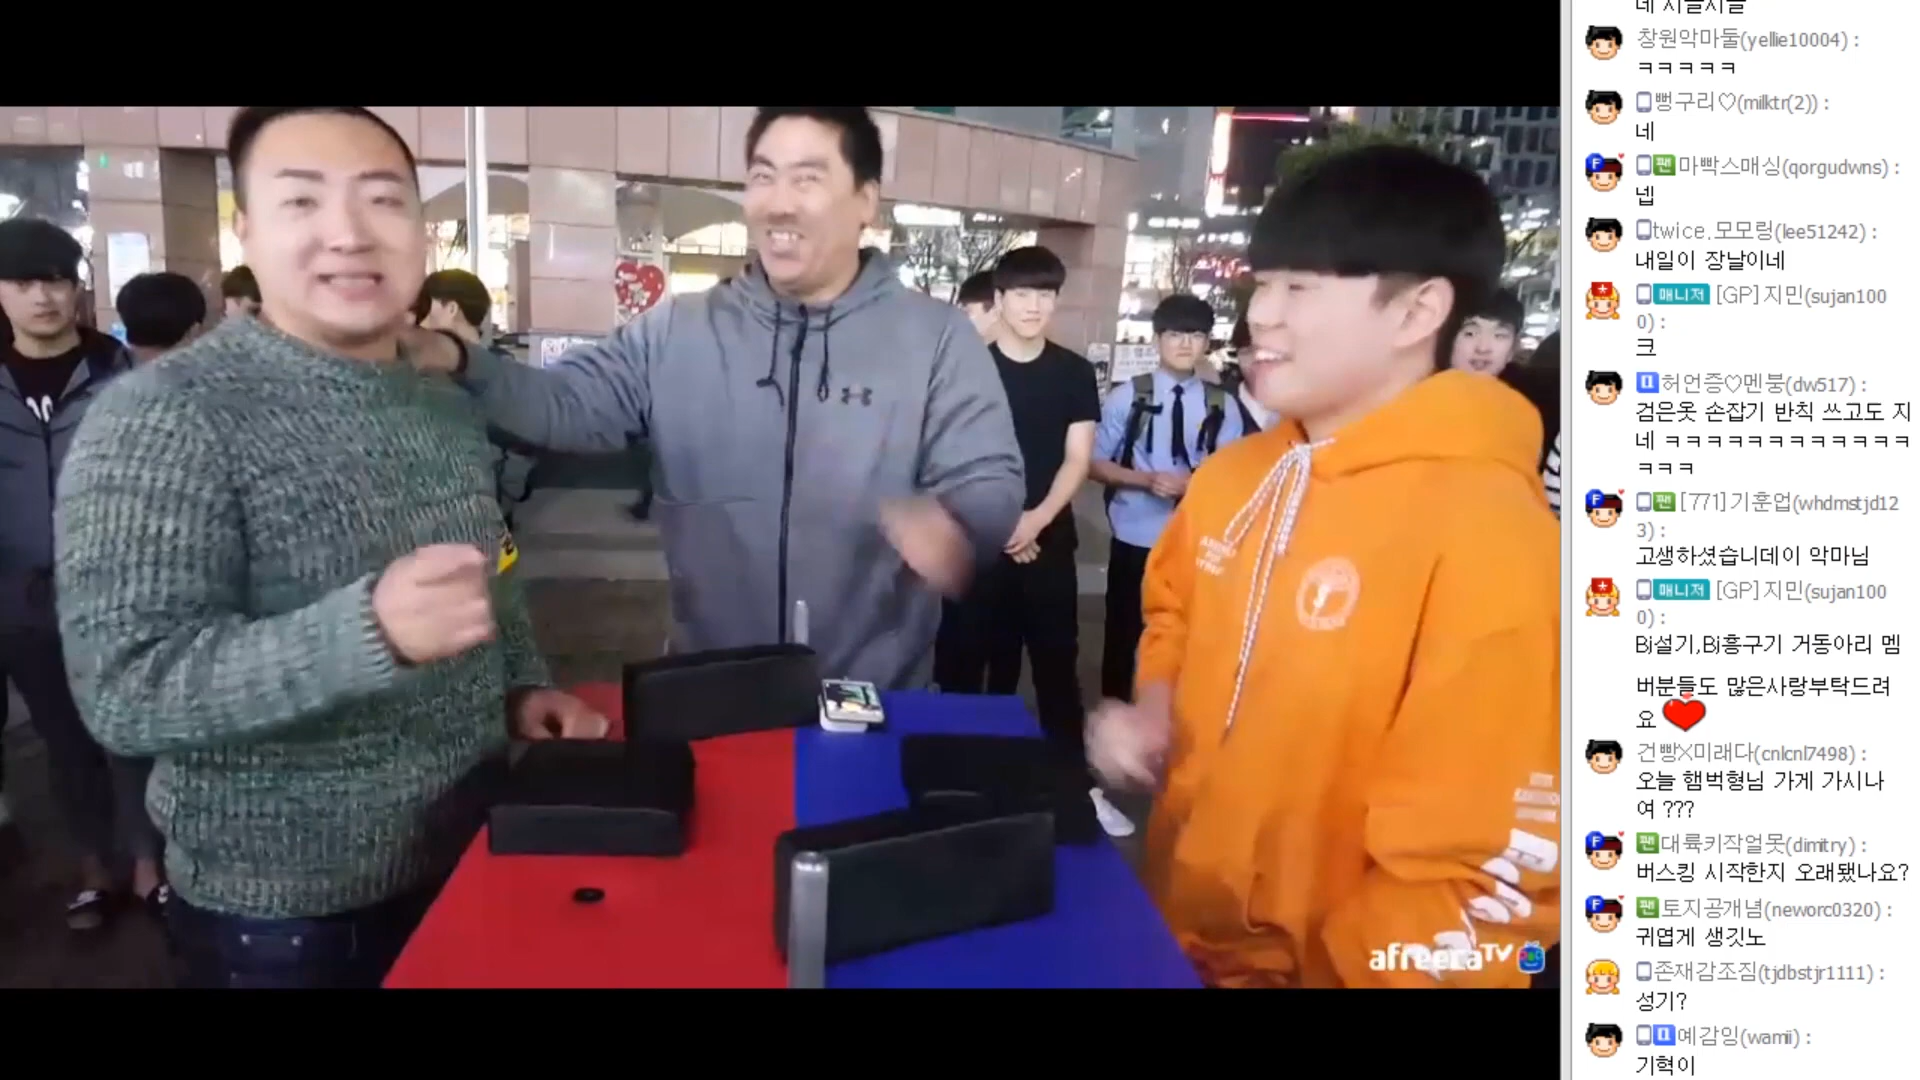 네 시클시클
창원악마둘(yellie10004) :
ㅋㅋㅋㅋㅋ
뻥구리♡(milktr(2)) :
네
팬마빡스매싱(qorgudwns) :
넵
twice.모모링(lee51242) :
내일이 장날이네
매니저 [GP]지민(sujan100
0) :
크
허언증♡멘붕(dw517) :
검은옷 손잡기 반칙 쓰고도 지
네 ㅋㅋㅋㅋㅋㅋㅋㅋㅋㅋㅋㅋ
ㅋㅋㅋ
팬[771]기훈업(whdmstjd12
3) :
고생하셨습니데이 악마님
매니저 [GP]지민(sujan100
0) :
Bj설기,Bj흥구기 거동아리 멤
버분들도 많은사랑부탁드려
요
건빵X미래다(cnlcnl7498) :
오늘 햄벅형님 가게 가시나
여 ???
팬대륙키작얼못(dimitry) :
버스킹 시작한지 오래됐나요?
팬토지공개념(neworc0320) :
귀엽게 생깃노
존재감조짐(tjdbstjr1111) :
성기?
예감잉(wamii) :
기혁이
afreecaTV